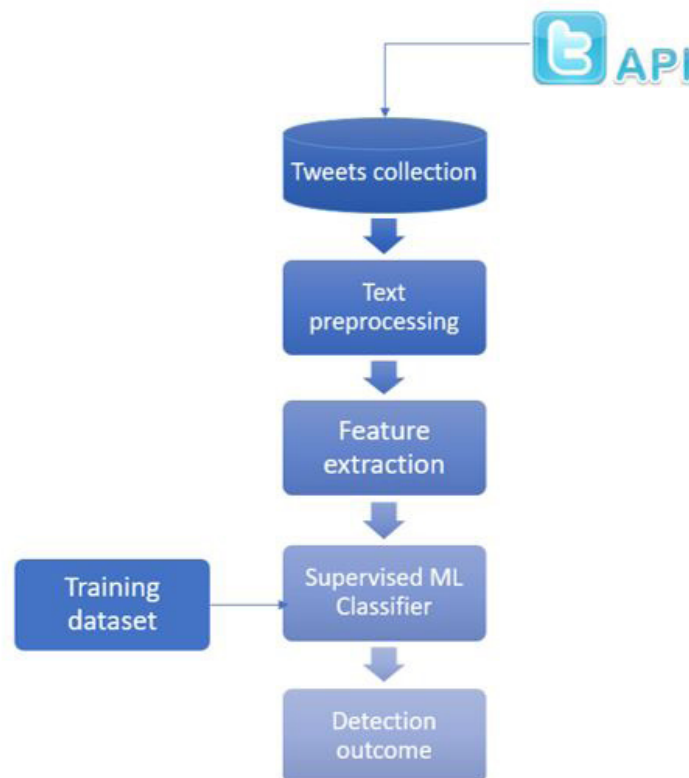 API
Tweets collection
Text
preprocessing
Feature
extraction
Supervised ML
Classifier
Training
dataset
Detection
outcome